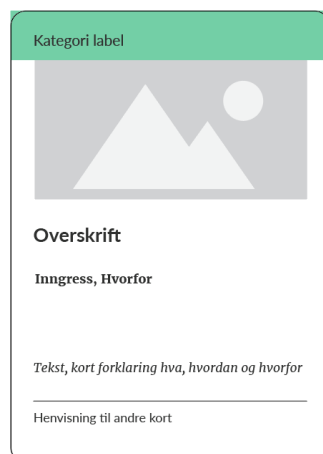 Kategori label
Overskrift
Inngress, Hvorfor
Tekst, kort forklaring hva, hvordan og hvorfor
Henvisning til andre kort